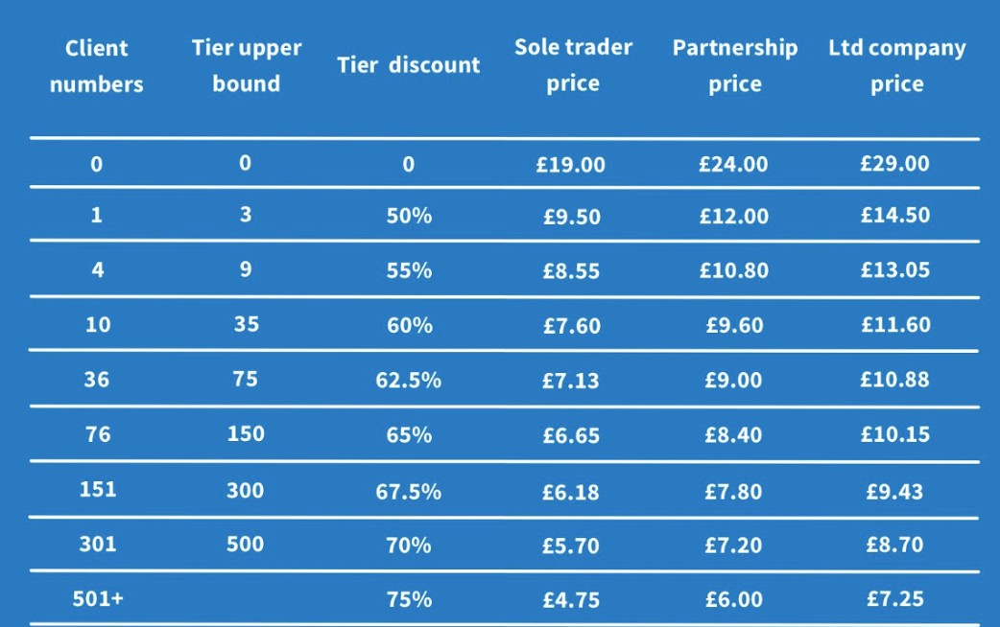 Client numbers Tier upper bound Tier discount Sole trader price Partnership price Ltd company price
0 0 0 £19.00 £24.00 £29.00
1 3 50% £9.50 £12.00 £14.50
4 9 55% £8.55 £10.80 £13.05
10 35 60% £7.60 £9.60 £11.60
36 75 62.5% £7.13 £9.00 £10.88
76 150 65% £6.65 £8.40 £10.15
151 300 67.5% £6.18 £7.80 £9.43
301 500 70% £5.70 £7.20 £8.70
501+ 75% £4.75 £6.00 £7.25